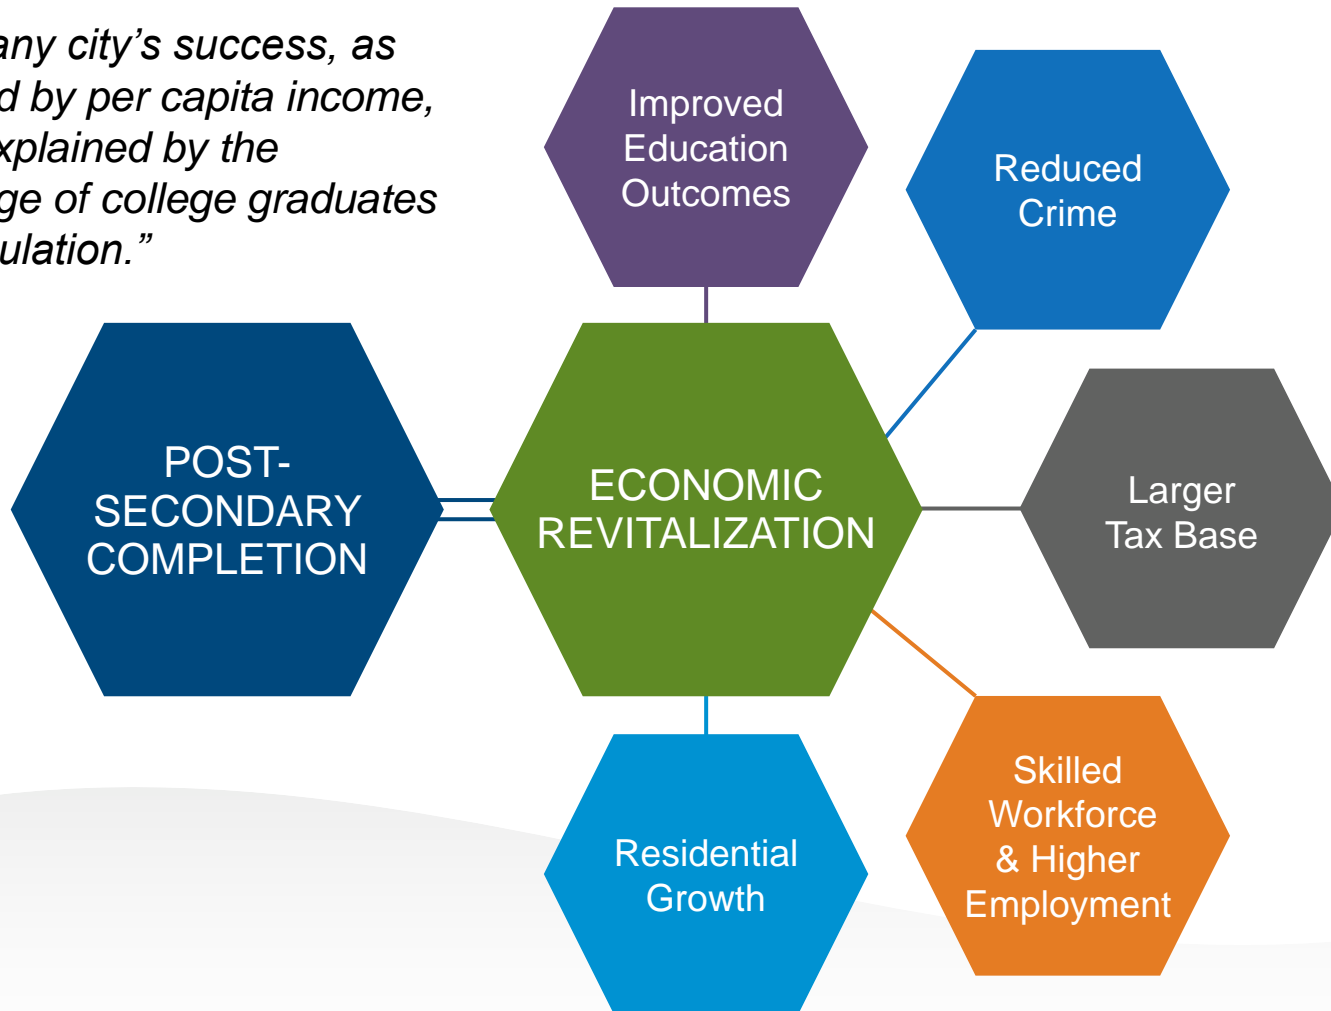 any city’s success, as
d by per capita income,
xplained by the
ge of college graduates
ulation.”
Improved
Education
Outcomes
Reduced
Crime
POST-
SECONDARY
COMPLETION
ECONOMIC
REVITALIZATION
Larger
Tax Base
Skilled
Workforce
& Higher
Employment
Residential
Growth